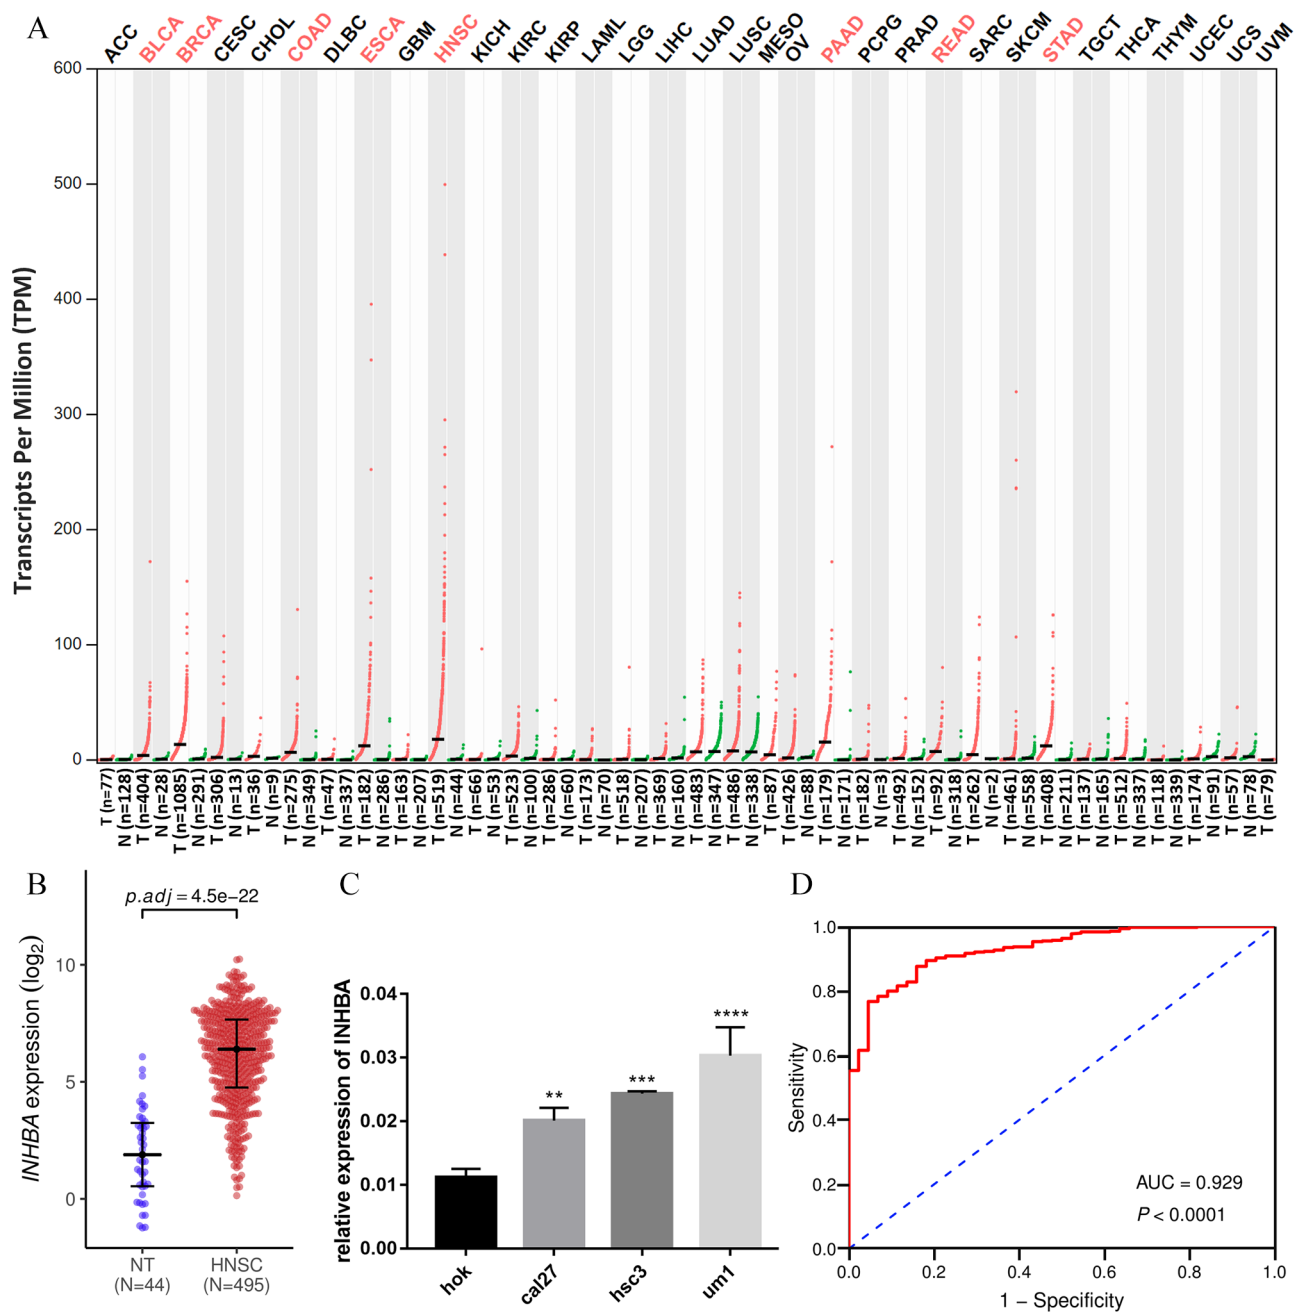 A
ACC BLCA BRCA CESC CHOL COAD DLBC ESCA GBM HNSC KICH KIRC KIRP LAML LGG LIHC LUAD LUSC MESO OV PAAD PCPG PRAD READ SARC SKCM STAD TGCT THCA THYM UCEC UCS UVM
Transcripts Per Million (TPM)
600
500
400
300
200
100
0
T (n=77) N (n=128) T (n=404) N (n=28) T (n=1085) N (n=291) T (n=306) N (n=13) T (n=36) N (n=9) T (n=275) N (n=349) T (n=47) N (n=337) T (n=182) N (n=286) T (n=163) N (n=207) T (n=519) N (n=44) T (n=66) N (n=53) T (n=523) N (n=100) T (n=286) N (n=60) T (n=173) N (n=70) T (n=518) N (n=207) T (n=369) N (n=160) T (n=483) N (n=347) T (n=486) N (n=338) T (n=87) T (n=426) N (n=88) T (n=179) N (n=171) T (n=182) N (n=3) T (n=492) N (n=152) T (n=92) N (n=318) T (n=262) N (n=2) T (n=461) N (n=558) T (n=408) N (n=211) T (n=137) N (n=165) T (n=512) N (n=337) T (n=118) N (n=339) T (n=174) N (n=91) T (n=57) N (n=78) T (n=79)
B
p.adj = 4.5e−22
INHBA expression (log2)
10
5
0
NT HNSC
(N=44) (N=495)
C
relative expression of INHBA
0.04
0.03
0.02
0.01
0.00
** *** ****
hok cal27 hsc3 um1
D
Sensitivity
1.0
0.8
0.6
0.4
0.2
0.0
AUC = 0.929
P < 0.0001
0.0 0.2 0.4 0.6 0.8 1.0
1 − Specificity